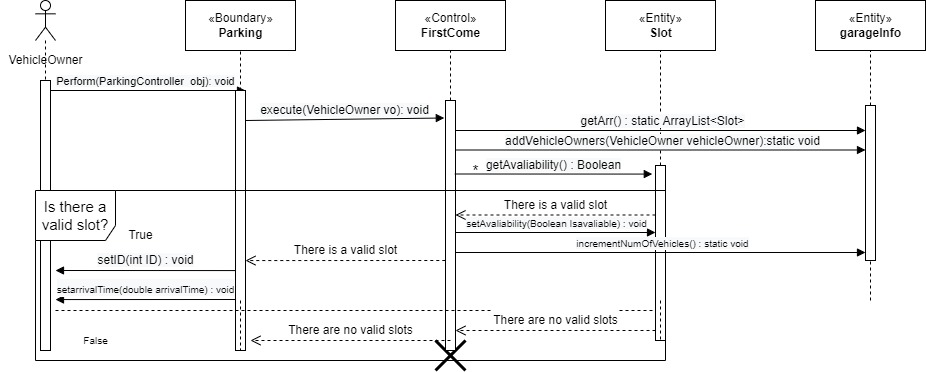 «Boundary»
Parking
«Control»
FirstCome
«Entity»
Slot
«Entity»
garageInfo
VehicleOwner
Perform(ParkingController obj): void
execute(VehicleOwner vo): void
getArr() : static ArrayList<Slot>
addVehicleOwners(VehicleOwner vehicleOwner):static void
* getAvaliability() : Boolean
Is there a
valid slot?
There is a valid slot
setAvaliability(Boolean Isavaliable) : void
True
incrementNumOfVehicles() : static void
There is a valid slot
setID(int ID) : void
setarrivalTime(double arrivalTime) : void
There are no valid slots
There are no valid slots
False